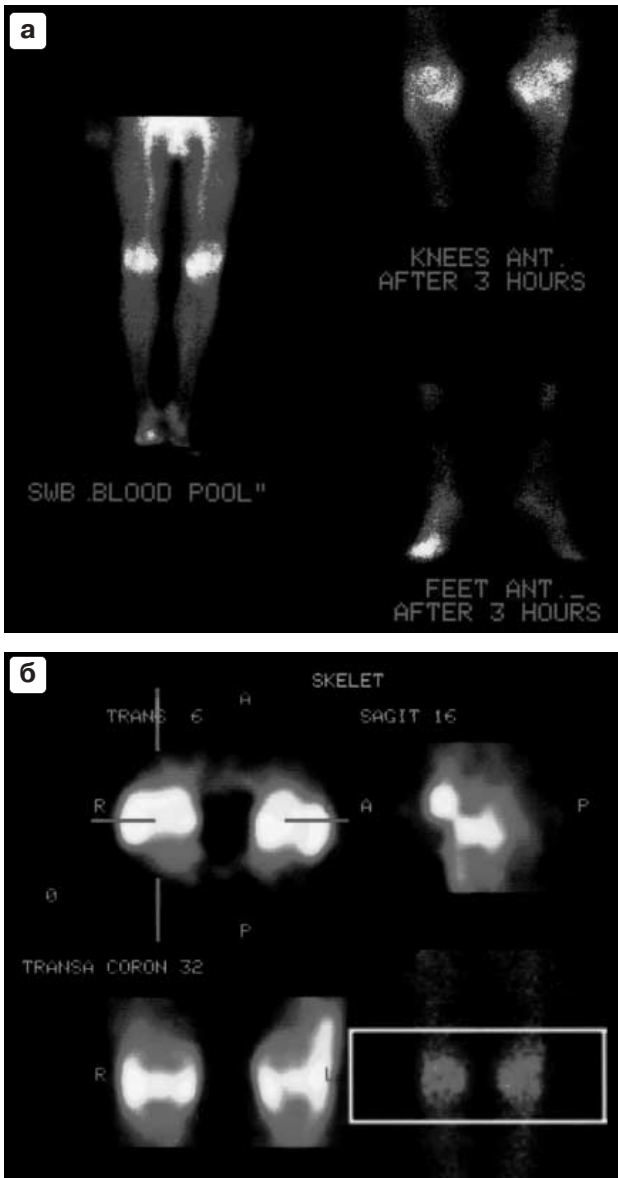 а
KNEES ANT.
AFTER 3 HOURS
SWB .BLOOD POOL"
FEET ANT._
AFTER 3 HOURS
б
SKELET
TRANS 6
A
SAGIT 16
R
A
P
0
P
TRANSA CORON 32
R
L